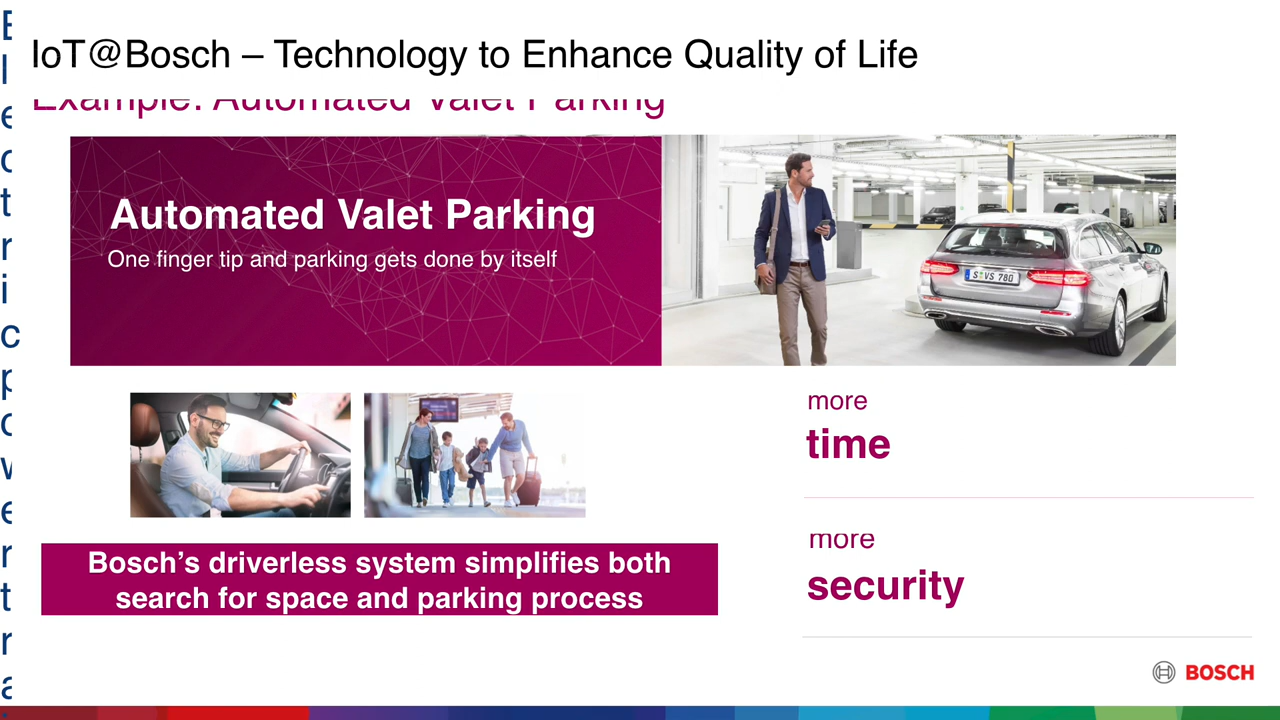 IoT@Bosch – Technology to Enhance Quality of Life
Example: Automated Valet Parking
Automated Valet Parking
One finger tip and parking gets done by itself
S VS 780
more
time
more
security
Bosch’s driverless system simplifies both
search for space and parking process
BOSCH
E
l
e
c
t
r
i
c
p
o
w
e
r
t
r
a